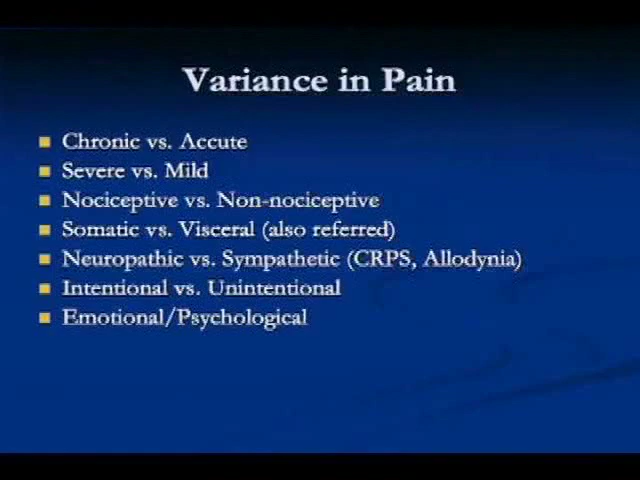 Variance in Pain
Chronic vs. Accute
Severe vs. Mild
Nociceptive vs. Non-nociceptive
Somatic vs. Visceral (also referred)
Neuropathic vs. Sympathetic (CRPS, Allodynia)
Intentional vs. Unintentional
Emotional/Psychological